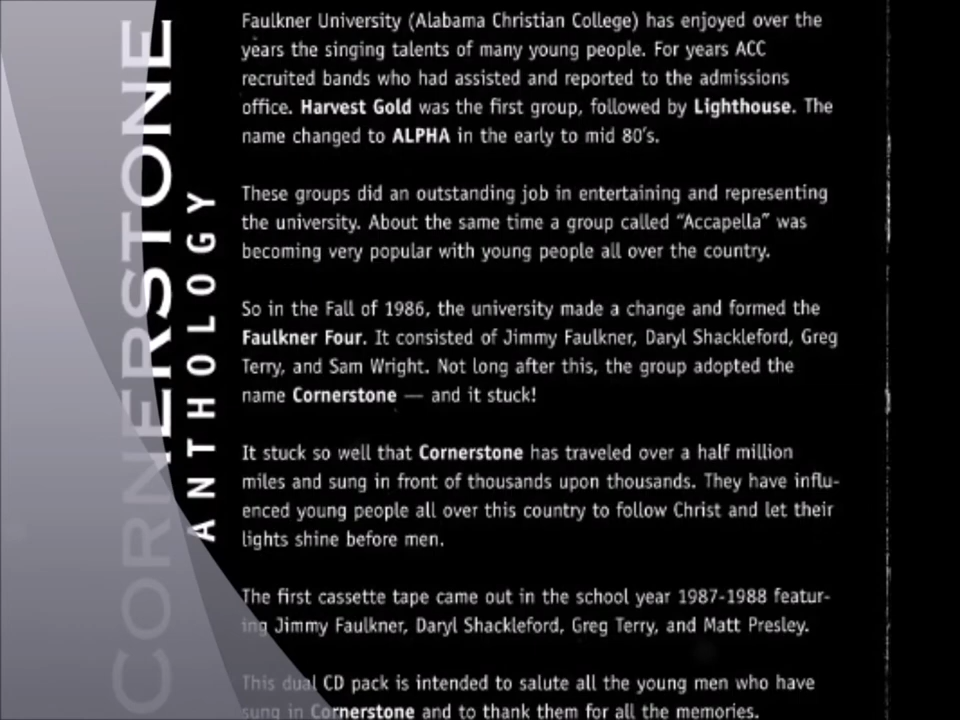 CORNERSTONE
ANTHOLOGY
Faulkner University (Alabama Christian College) has enjoyed over the
years the singing talents of many young people. For years ACC
recruited bands who had assisted and reported to the admissions
office. Harvest Gold was the first group, followed by Lighthouse. The
name changed to ALPHA in the early to mid 80's.
These groups did an outstanding job in entertaining and representing
the university. About the same time a group called “Accapella” was
becoming very popular with young people all over the country.
So in the Fall of 1986, the university made a change and formed the
Faulkner Four. It consisted of Jimmy Faulkner, Daryl Shackleford, Greg
Terry, and Sam Wright. Not long after this, the group adopted the
name Cornerstone — and it stuck!
It stuck so well that Cornerstone has traveled over a half million
miles and sung in front of thousands upon thousands. They have influ-
enced young people all over this country to follow Christ and let their
lights shine before men.
The first cassette tape came out in the school year 1987-1988 featur-
ing Jimmy Faulkner, Daryl Shackleford, Greg Terry, and Matt Presley.
This dual CD pack is intended to salute all the young men who have
sung in Cornerstone and to thank them for all the memories.